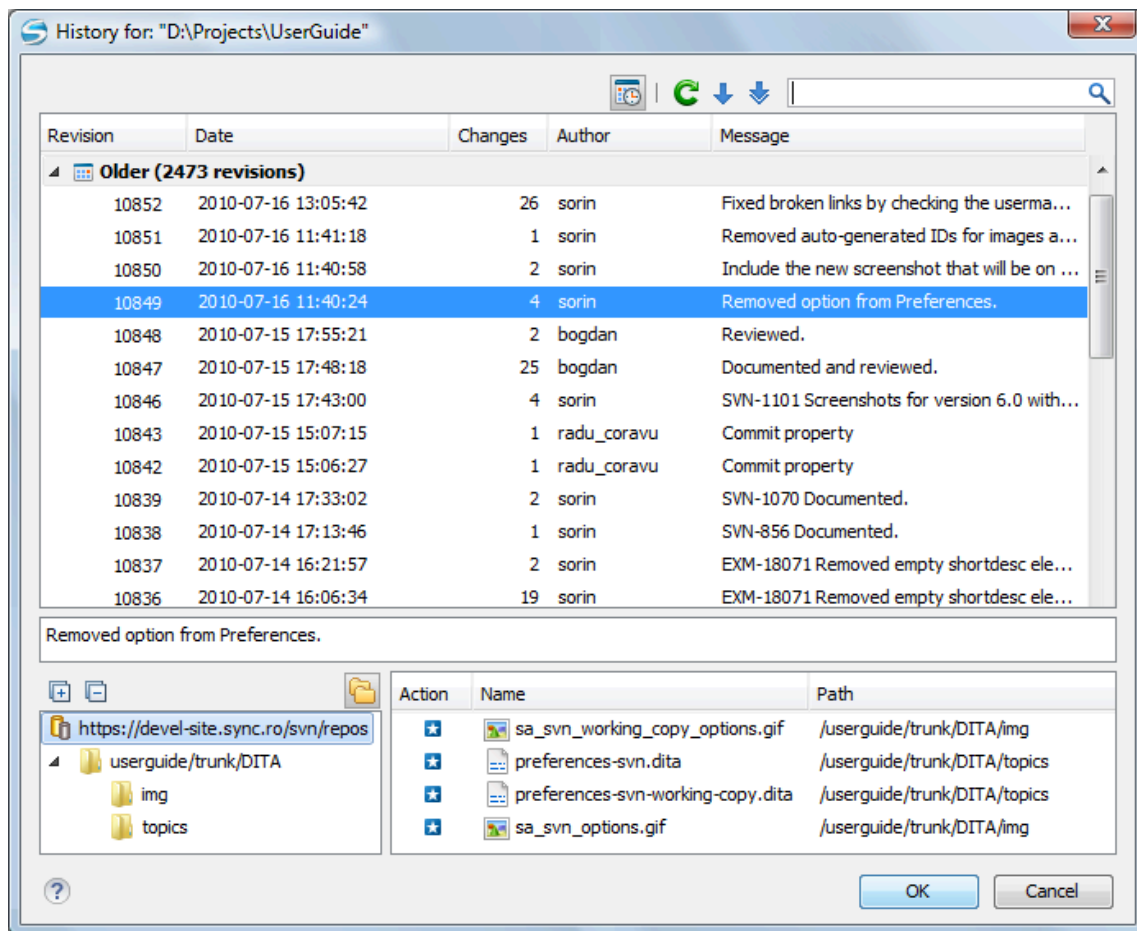 History for: "D:\Projects\UserGuide"
Revision Date Changes Author Message
Older (2473 revisions)
10852 2010-07-16 13:05:42 26 sorin Fixed broken links by checking the userma...
10851 2010-07-16 11:41:18 1 sorin Removed auto-generated IDs for images a...
10850 2010-07-16 11:40:58 2 sorin Include the new screenshot that will be on ...
10849 2010-07-16 11:40:24 4 sorin Removed option from Preferences.
10848 2010-07-15 17:55:21 2 bogdan Reviewed.
10847 2010-07-15 17:48:18 25 bogdan Documented and reviewed.
10846 2010-07-15 17:43:00 4 sorin SVN-1101 Screenshots for version 6.0 with...
10843 2010-07-15 15:07:15 1 radu_coravu Commit property
10842 2010-07-15 15:06:27 1 radu_coravu Commit property
10839 2010-07-14 17:33:02 2 sorin SVN-1070 Documented.
10838 2010-07-14 17:13:46 1 sorin SVN-856 Documented.
10837 2010-07-14 16:21:57 2 sorin EXM-18071 Removed empty shortdesc ele...
10836 2010-07-14 16:06:34 19 sorin EXM-18071 Removed empty shortdesc ele...
Removed option from Preferences.
https://devel-site.sync.ro/svn/repos
userguide/trunk/DITA
img
topics
Action Name Path
sa_svn_working_copy_options.gif /userguide/trunk/DITA/img
preferences-svn.dita /userguide/trunk/DITA/topics
preferences-svn-working-copy.dita /userguide/trunk/DITA/topics
sa_svn_options.gif /userguide/trunk/DITA/img
? OK Cancel